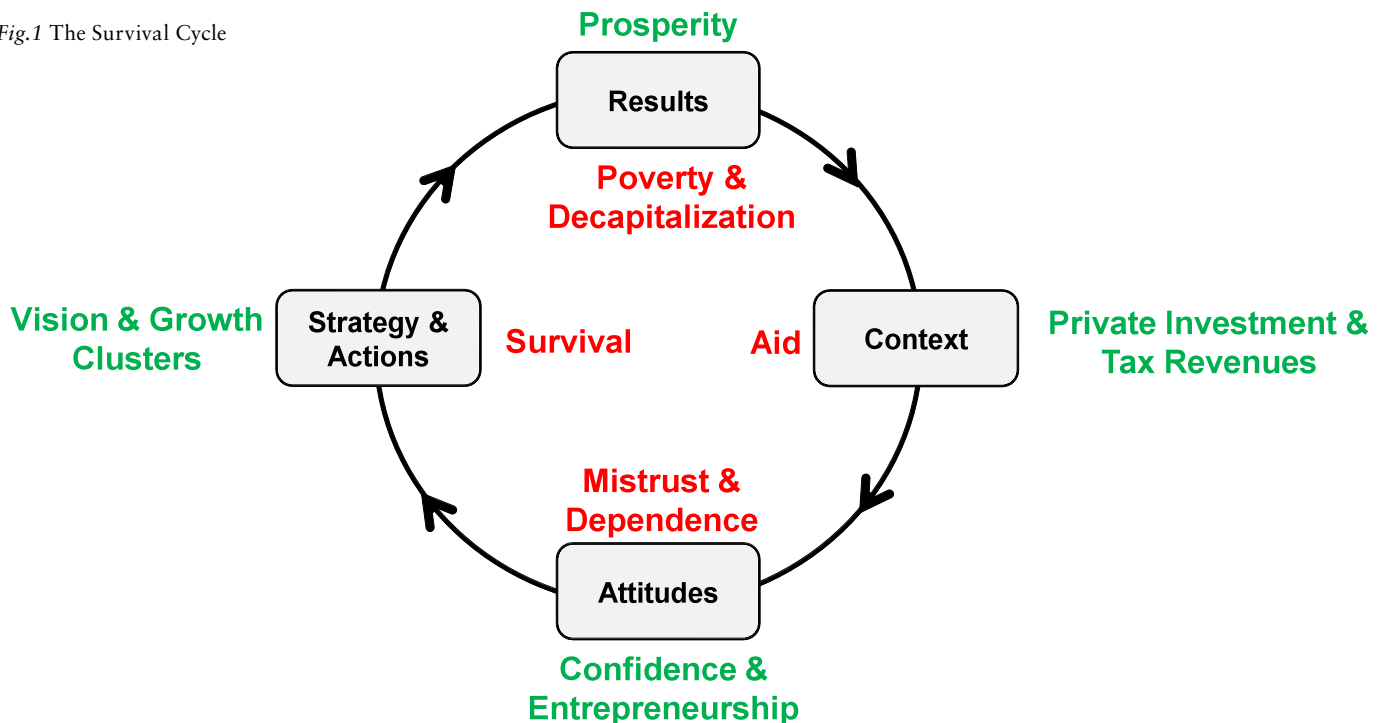 Fig.1 The Survival Cycle
Prosperity
Results
Poverty &
Decapitalization
Vision & Growth
Clusters
Strategy &
Actions
Survival
Aid
Context
Private Investment &
Tax Revenues
Mistrust &
Dependence
Attitudes
Confidence &
Entrepreneurship